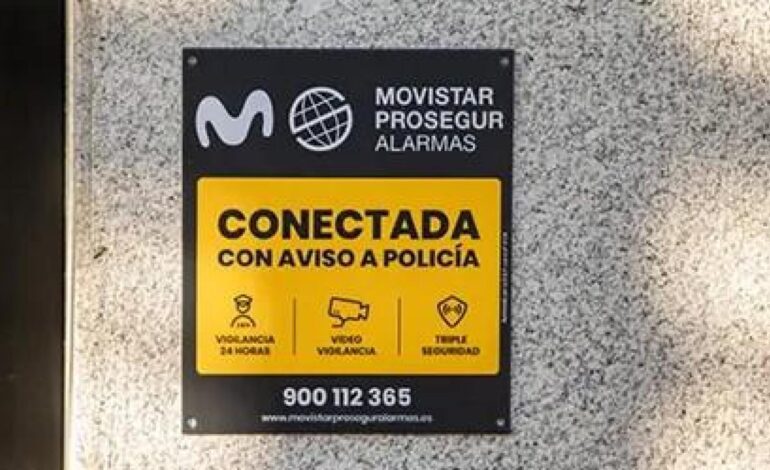 MOVISTAR
PROSEGUR
ALARMAS
CONECTADA
CON AVISO A POLICÍA
VIGILANCIA
24 HORAS
VIDEO
VIGILANCIA
TRIPLE
SEGURIDAD
900 112 365
www.movistarproseguralarmas.es